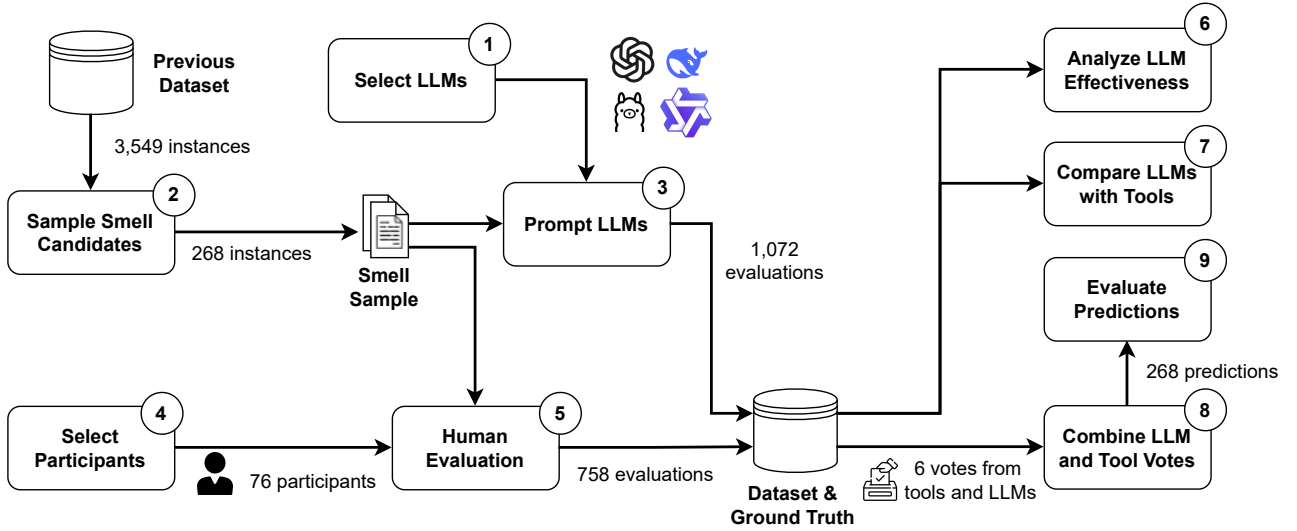 Previous
Dataset
3,549 instances
1
Select LLMs
2
Sample Smell
Candidates
268 instances
Smell
Sample
3
Prompt LLMs
1,072
evaluations
4
Select
Participants
76 participants
5
Human
Evaluation
758 evaluations
Dataset &
Ground Truth
6 votes from
tools and LLMs
6
Analyze LLM
Effectiveness
7
Compare LLMs
with Tools
9
Evaluate
Predictions
268 predictions
8
Combine LLM
and Tool Votes